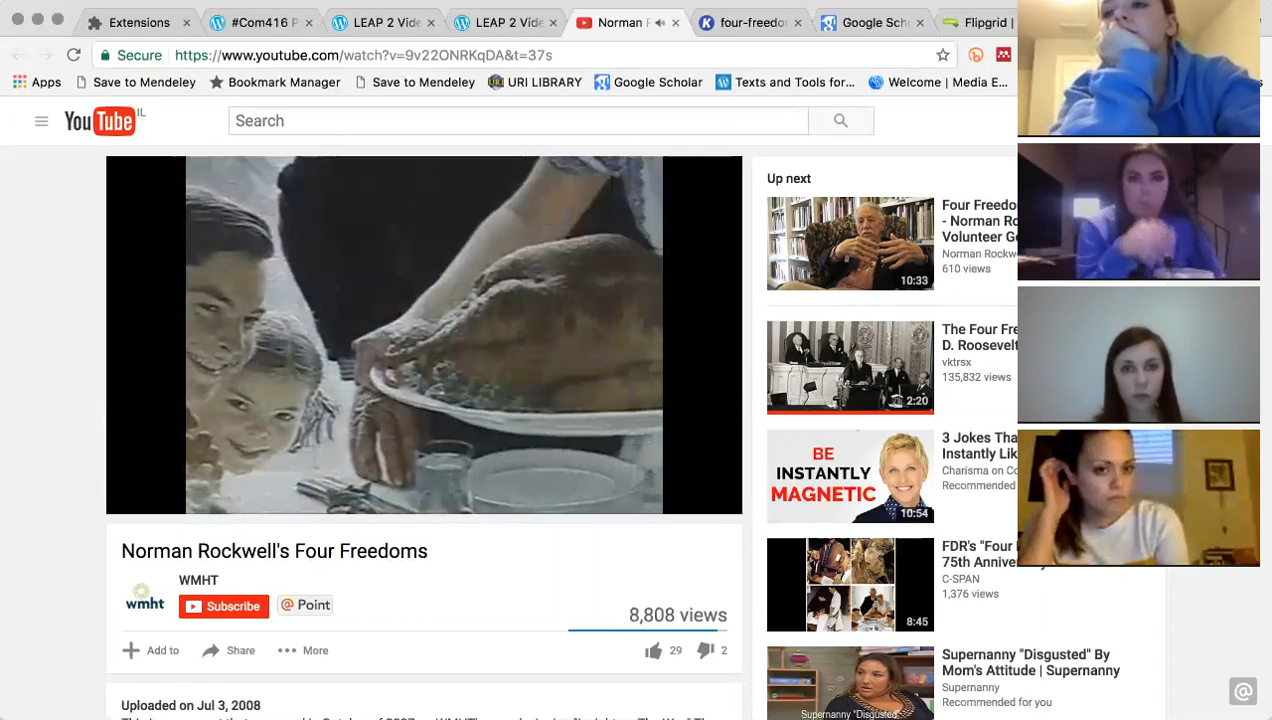 Extensions
#Com416 P
LEAP 2 Vide
LEAP 2 Vide
Norman R
four-freedo
Google Scho
Flipgrid |
Secure https://www.youtube.com/watch?v=9v22ONRKqDA&t=37s
Apps
Save to Mendeley
Bookmark Manager
Save to Mendeley
URI LIBRARY
Google Scholar
Texts and Tools for...
Welcome | Media E...
YouTube IL
Search
Up next
Four Freedo
- Norman Ro
Volunteer G
Norman Rockw
610 views
10:33
The Four Fre
D. Roosevelt
vktrsx
135,832 views
2:20
BE
INSTANTLY
MAGNETIC
10:54
3 Jokes Tha
Instantly Lik
Charisma on Co
Recommended
FDR's "Four
75th Anniver
C-SPAN
1,376 views
8:45
Supernanny "Disgusted" By
Mom's Attitude | Supernanny
Supernanny
Recommended for you
Supernanny "Disgusted"
Norman Rockwell's Four Freedoms
WMHT
wmht
Subscribe
@ Point
8,808 views
Add to
Share
More
29
2
Uploaded on Jul 3, 2008
@